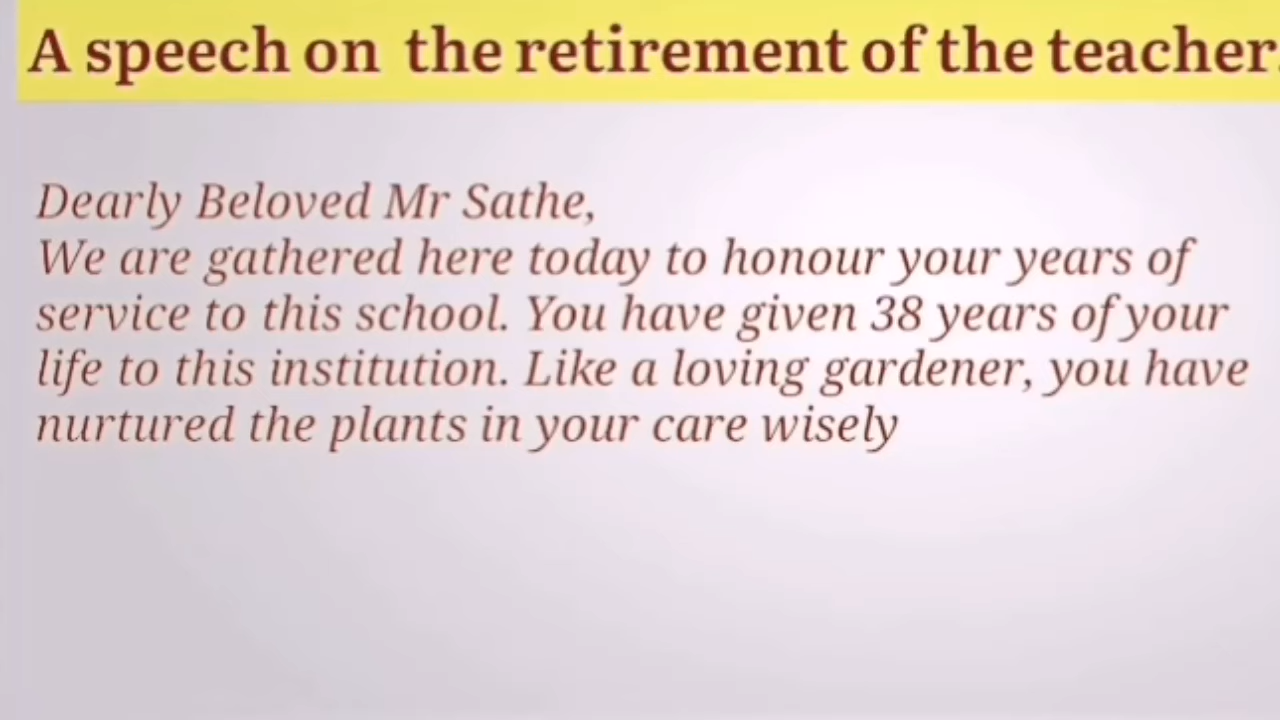 A speech on the retirement of the teacher.
Dearly Beloved Mr Sathe,
We are gathered here today to honour your years of
service to this school. You have given 38 years of your
life to this institution. Like a loving gardener, you have
nurtured the plants in your care wisely